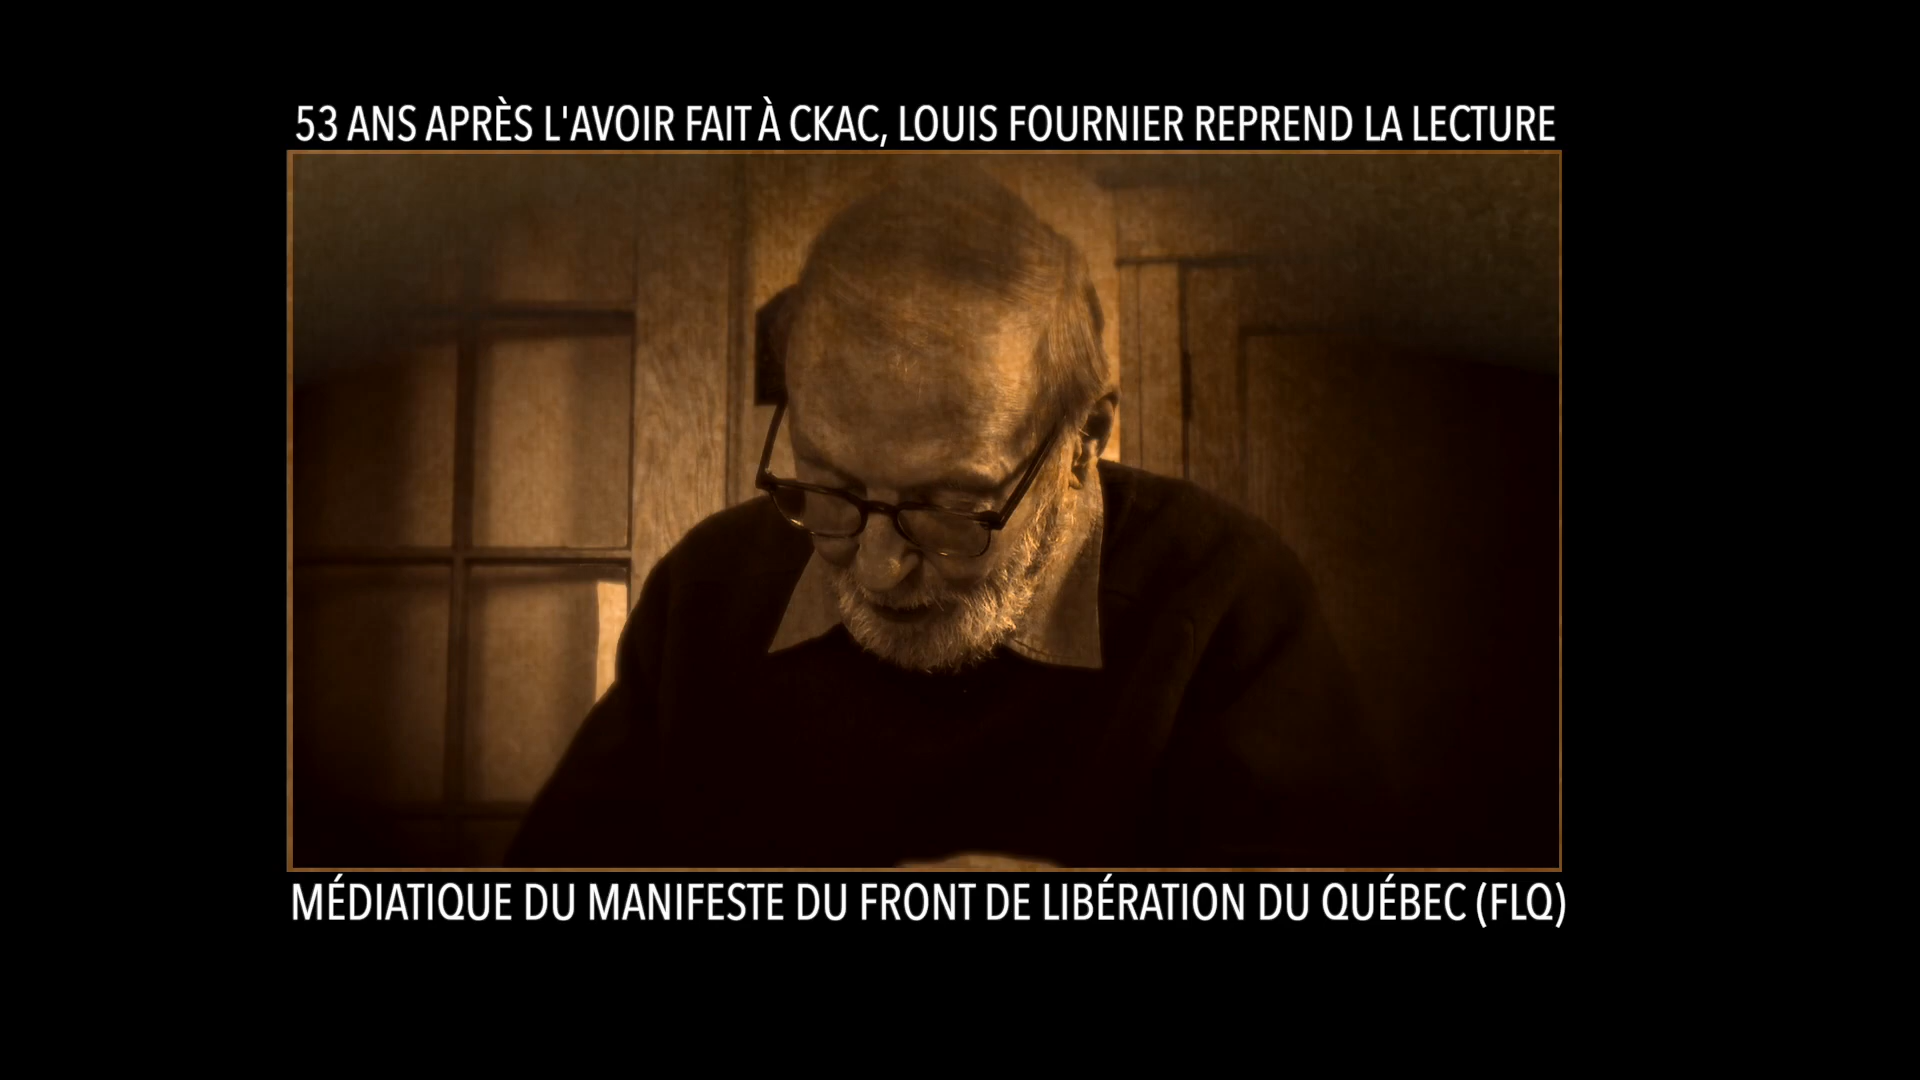 53 ANS APRÈS L'AVOIR FAIT À CKAC, LOUIS FOURNIER REPREND LA LECTURE
MÉDIATIQUE DU MANIFESTE DU FRONT DE LIBÉRATION DU QUÉBEC (FLQ)